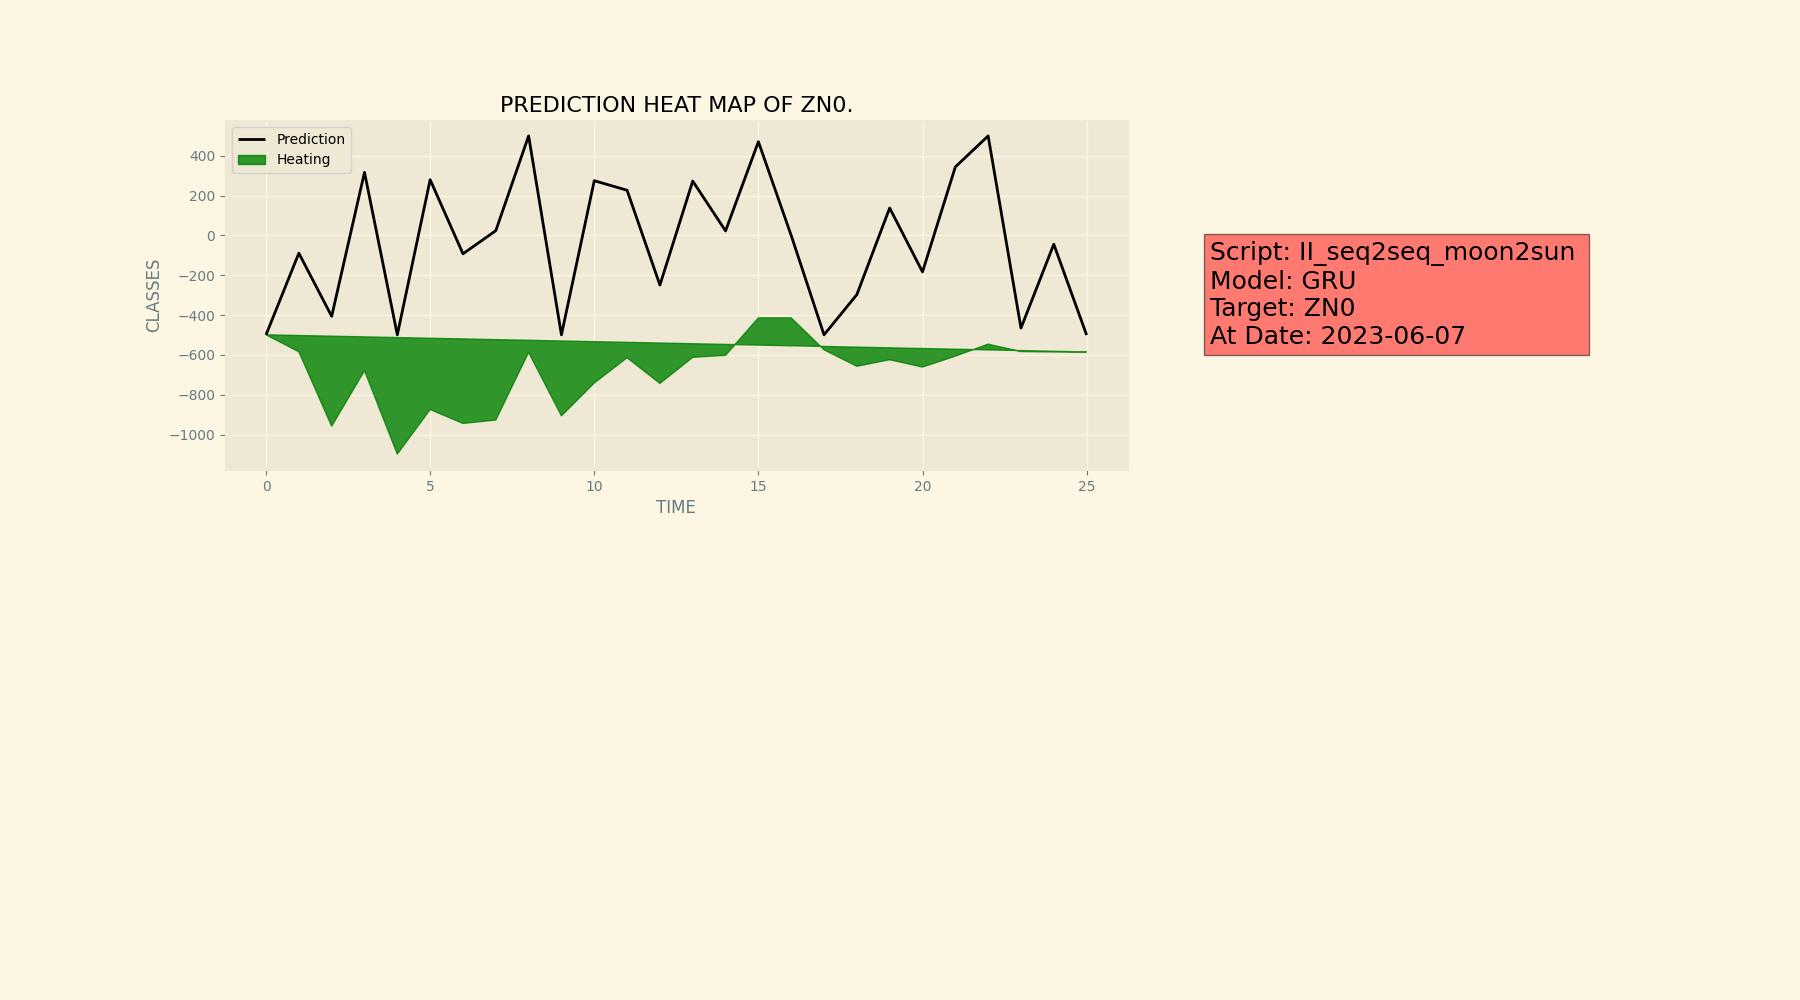 PREDICTION HEAT MAP OF ZN0.
Prediction
Heating
400
200
0
−200
−400
−600
−800
−1000
CLASSES
0 5 10 15 20 25
TIME
Script: II_seq2seq_moon2sun
Model: GRU
Target: ZN0
At Date: 2023-06-07